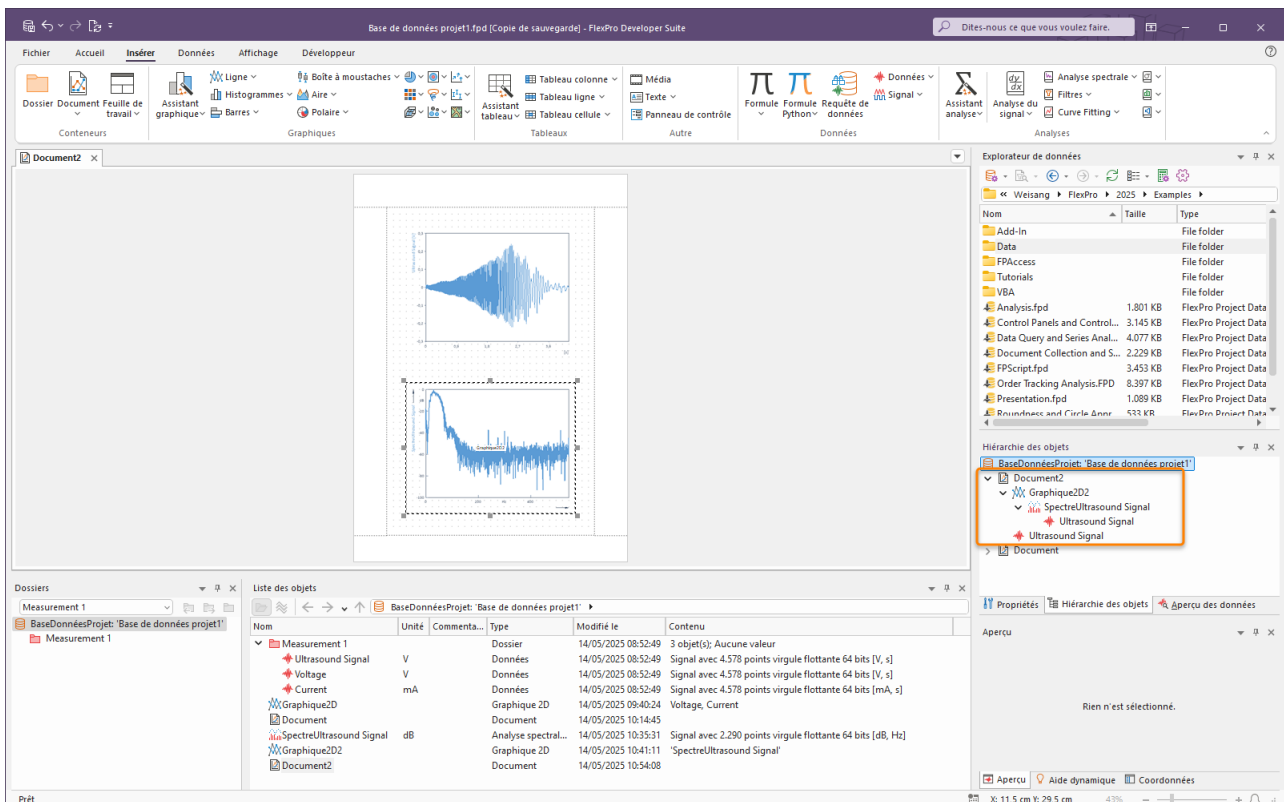 Base de données projet1.fpd [Copie de sauvegarde] - FlexPro Developer Suite
Dites-nous ce que vous voulez faire.
Fichier Accueil Insérer Données Affichage Développeur
Dossier Document Feuille de travail
Conteneurs
Assistant graphique
Ligne
Histogrammes
Barres
Boîte à moustaches
Aire
Polaire
Graphiques
Assistant tableau
Tableau colonne
Tableau ligne
Tableau cellule
Tableaux
Média
Texte
Panneau de contrôle
Autre
Formule Formule Python Requête de données
Données
Signal
Données
Assistant analyse
Analyse du signal
Analyse spectrale
Filtres
Curve Fitting
Analyses
Document2
Graphique2D2
Explorateur de données
« Weisang FlexPro 2025 Examples
Nom Taille Type
Add-In File folder
Data File folder
FPAccess File folder
Tutorials File folder
VBA File folder
Analysis.fpd 1.801 KB FlexPro Project Data
Control Panels and Control... 3.145 KB FlexPro Project Data
Data Query and Series Anal... 4.077 KB FlexPro Project Data
Document Collection and S... 2.229 KB FlexPro Project Data
FPScript.fpd 3.453 KB FlexPro Project Data
Order Tracking Analysis.FPD 8.397 KB FlexPro Project Data
Presentation.fpd 1.089 KB FlexPro Project Data
Roundness and Circle Appr... 533 KB FlexPro Project Data
Hiérarchie des objets
BaseDonnéesProjet: 'Base de données projet1'
Document2
Graphique2D2
SpectreUltrasound Signal
Ultrasound Signal
Ultrasound Signal
Document
Propriétés Hiérarchie des objets Aperçu des données
Aperçu
Rien n'est sélectionné.
Aperçu Aide dynamique Coordonnées
Dossiers
Measurement 1
BaseDonnéesProjet: 'Base de données projet1'
Measurement 1
Liste des objets
BaseDonnéesProjet: 'Base de données projet1'
Nom Unité Commenta... Type Modifié le Contenu
Measurement 1 Dossier 14/05/2025 08:52:49 3 objet(s); Aucune valeur
Ultrasound Signal V Données 14/05/2025 08:52:49 Signal avec 4.578 points virgule flottante 64 bits [V, s]
Voltage V Données 14/05/2025 08:52:49 Signal avec 4.578 points virgule flottante 64 bits [V, s]
Current mA Données 14/05/2025 08:52:49 Signal avec 4.578 points virgule flottante 64 bits [mA, s]
Graphique2D Graphique 2D 14/05/2025 09:40:24 Voltage, Current
Document Document 14/05/2025 10:14:45
SpectreUltrasound Signal dB Analyse spectral... 14/05/2025 10:35:31 Signal avec 2.290 points virgule flottante 64 bits [dB, Hz]
Graphique2D2 Graphique 2D 14/05/2025 10:41:11 'SpectreUltrasound Signal'
Document2 Document 14/05/2025 10:54:08
Prêt
X: 11.5 cm Y: 29.5 cm 43%